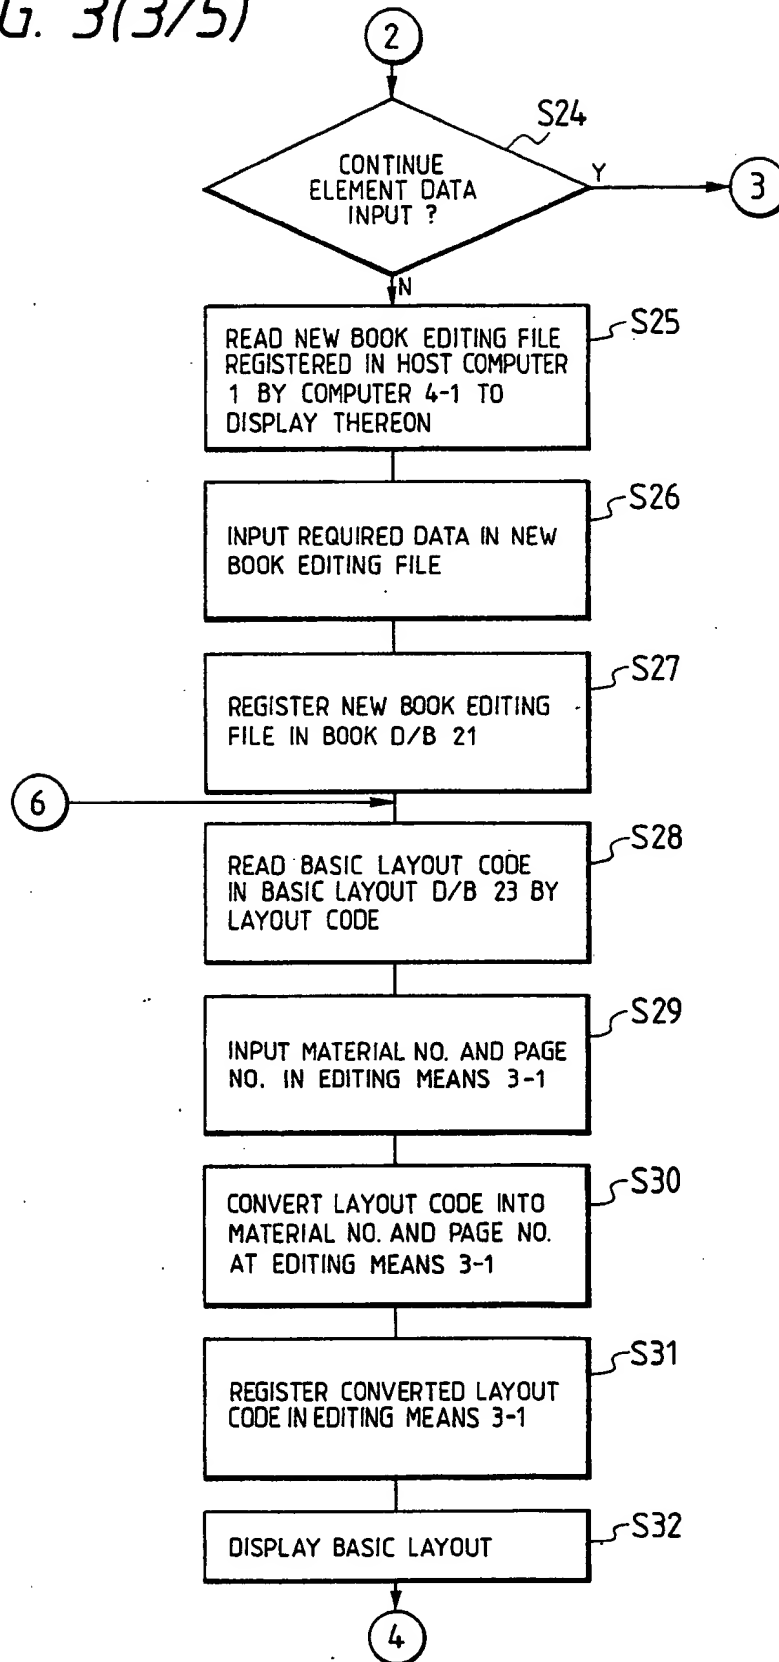 G. 3(3/5)
2
S24
CONTINUE
ELEMENT DATA
INPUT ?
Y
3
N
S25
READ NEW BOOK EDITING FILE
REGISTERED IN HOST COMPUTER
1 BY COMPUTER 4-1 TO
DISPLAY THEREON
S26
INPUT REQUIRED DATA IN NEW
BOOK EDITING FILE
S27
REGISTER NEW BOOK EDITING
FILE IN BOOK D/B 21
6
S28
READ BASIC LAYOUT CODE
IN BASIC LAYOUT D/B 23 BY
LAYOUT CODE
S29
INPUT MATERIAL NO. AND PAGE
NO. IN EDITING MEANS 3-1
S30
CONVERT LAYOUT CODE INTO
MATERIAL NO. AND PAGE NO.
AT EDITING MEANS 3-1
S31
REGISTER CONVERTED LAYOUT
CODE IN EDITING MEANS 3-1
S32
DISPLAY BASIC LAYOUT
4